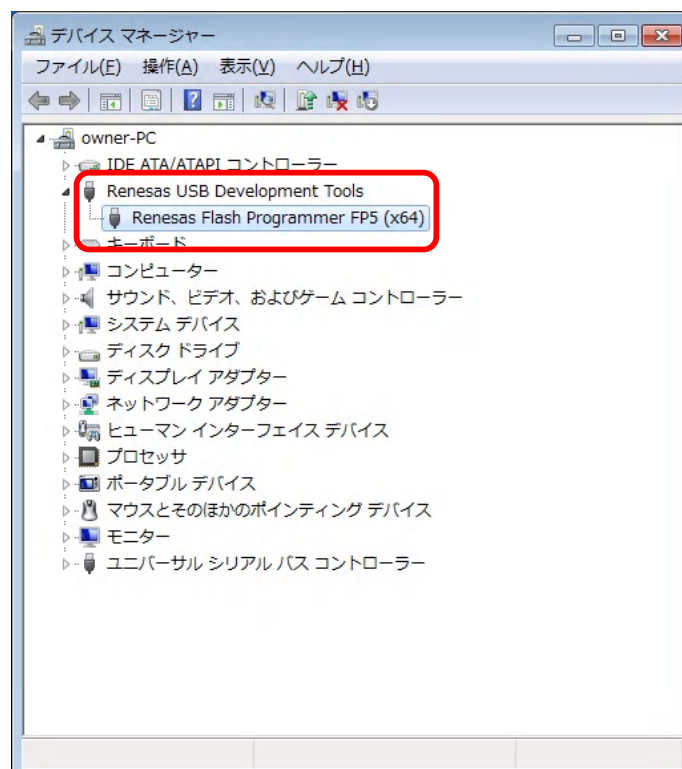 デバイス マネージャー
ファイル(F) 操作(A) 表示(V) ヘルプ(H)
owner-PC
IDE ATA/ATAPI コントローラー
Renesas USB Development Tools
Renesas Flash Programmer FP5 (x64)
キーボード
コンピューター
サウンド、ビデオ、およびゲーム コントローラー
システム デバイス
ディスク ドライブ
ディスプレイ アダプター
ネットワーク アダプター
ヒューマン インターフェイス デバイス
プロセッサ
ポータブル デバイス
マウスとそのほかのポインティング デバイス
モニター
ユニバーサル シリアル バス コントローラー